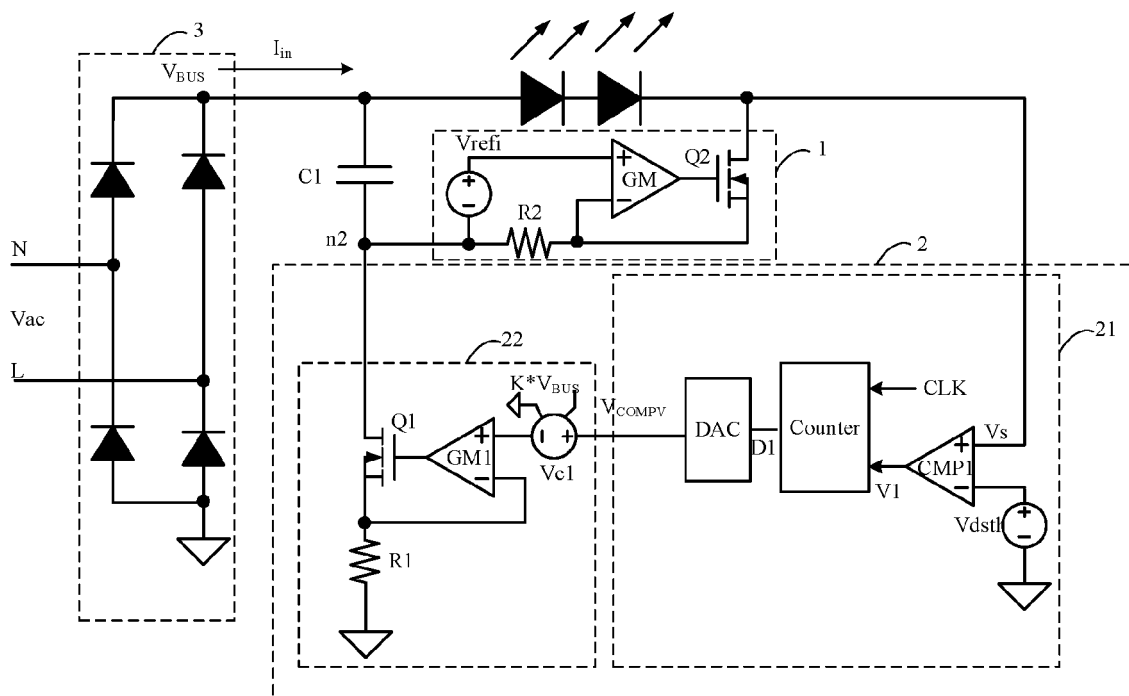 3
I_in
V_BUS
Vrefi
+
-
+
-
GM
Q2
1
C1
R2
n2
N
2
Vac
22
21
L
K*V_BUS
V_COMPV
CLK
Q1
+
-
GM1
-
+
Vc1
DAC
D1
Counter
V1
+
-
CMP1
Vs
+
-
Vdsth
R1